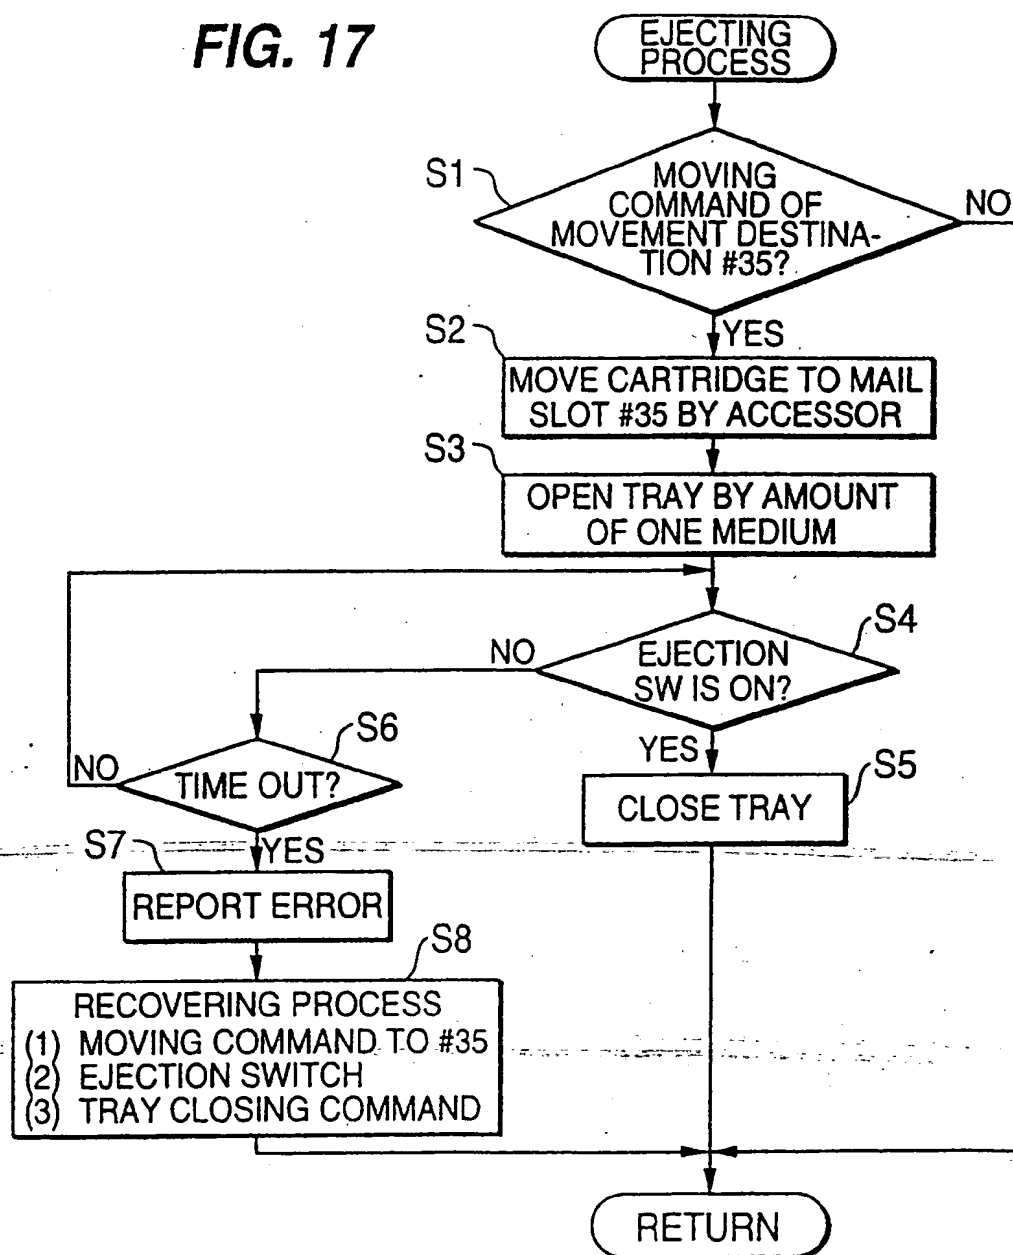 FIG. 17
EJECTING
PROCESS
S1
MOVING
COMMAND OF
MOVEMENT DESTINA-
TION #35?
NO
YES
S2
MOVE CARTRIDGE TO MAIL
SLOT #35 BY ACCESSOR
S3
OPEN TRAY BY AMOUNT
OF ONE MEDIUM
S4
EJECTION
SW IS ON?
NO
YES
S5
CLOSE TRAY
S6
TIME OUT?
NO
YES
S7
REPORT ERROR
S8
RECOVERING PROCESS
(1) MOVING COMMAND TO #35
(2) EJECTION SWITCH
(3) TRAY CLOSING COMMAND
RETURN